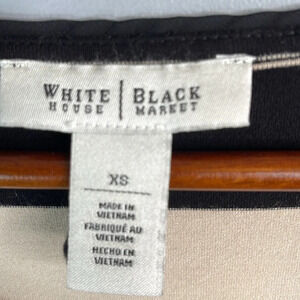 WHITE | BLACK
HOUSE | MARKET
XS
MADE IN
VIETNAM
FABRIQUÉ AU
VIETNAM
HECHO EN
VIETNAM